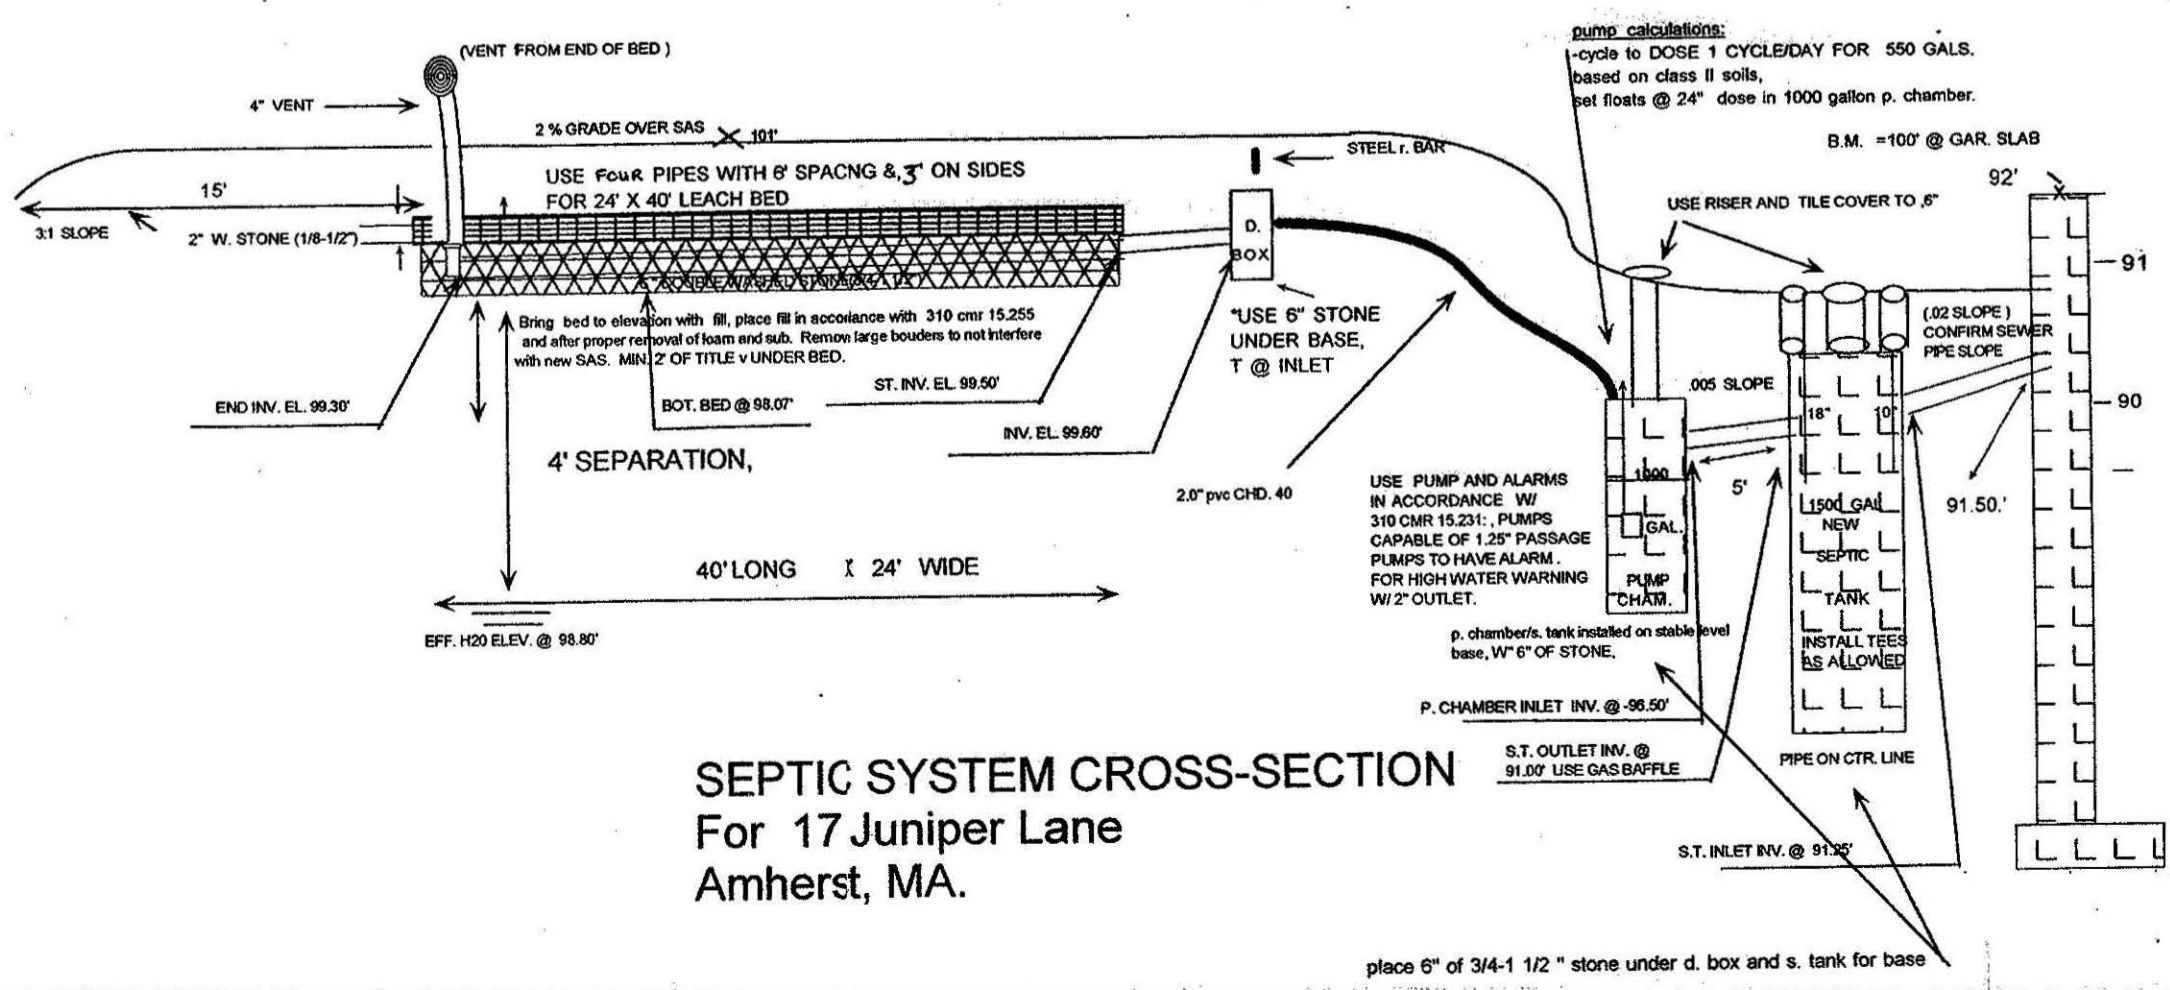 (VENT FROM END OF BED )
4" VENT
pump calculations:
-cycle to DOSE 1 CYCLE/DAY FOR 550 GALS.
based on class II soils,
set floats @ 24" dose in 1000 gallon p. chamber.
B.M. =100' @ GAR. SLAB
2 % GRADE OVER SAS
101'
STEEL r. BAR
92'
15'
USE FOUR PIPES WITH 6' SPACNG &,3' ON SIDES
FOR 24' X 40' LEACH BED
USE RISER AND TILE COVER TO ,6"
3:1 SLOPE
2" W. STONE (1/8-1/2")
D.
BOX
91
DOUBLE WASHED STONE
Bring bed to elevation with fill, place fill in accordance with 310 cmr 15.255
and after proper removal of loam and sub. Remov large bouders to not interfere
with new SAS. MIN. 2' OF TITLE v UNDER BED.
"USE 6" STONE
UNDER BASE,
T @ INLET
(.02 SLOPE )
CONFIRM SEWER
PIPE SLOPE
.005 SLOPE
18"
10"
90
END INV. EL. 99.30'
BOT. BED @ 98.07'
ST. INV. EL. 99.50'
INV. EL. 99.60'
4' SEPARATION,
2.0" pvc CHD. 40
USE PUMP AND ALARMS
IN ACCORDANCE W/
310 CMR 15.231: , PUMPS
CAPABLE OF 1.25" PASSAGE
PUMPS TO HAVE ALARM .
FOR HIGH WATER WARNING
W/ 2" OUTLET.
1000
GAL.
PUMP
CHAM.
5'
1500 GAL
NEW
SEPTIC
TANK
INSTALL TEES
AS ALLOWED
91.50.'
40' LONG X 24' WIDE
EFF. H20 ELEV. @ 98.80'
p. chamber/s. tank installed on stable level
base, W" 6" OF STONE,
P. CHAMBER INLET INV. @ -96.50'
S.T. OUTLET INV. @
91.00' USE GAS BAFFLE
PIPE ON CTR. LINE
S.T. INLET INV. @ 91.25'
SEPTIC SYSTEM CROSS-SECTION
For 17 Juniper Lane
Amherst, MA.
place 6" of 3/4-1 1/2 " stone under d. box and s. tank for base